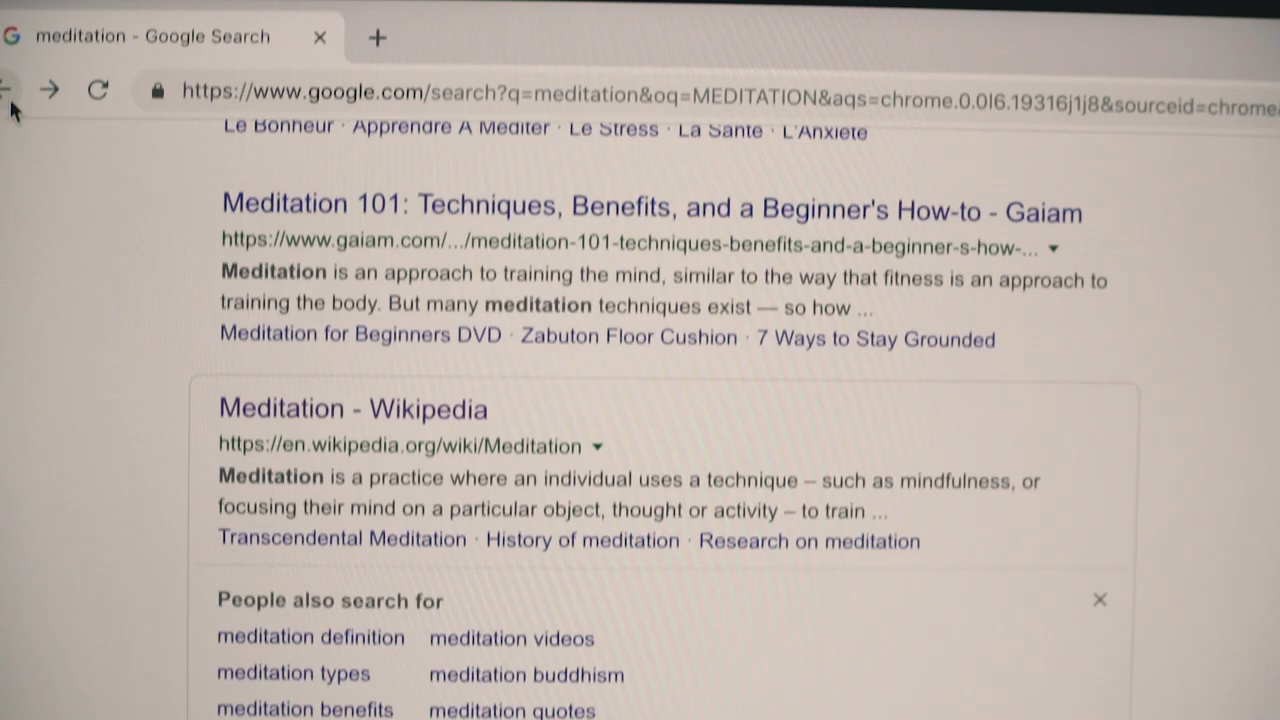 meditation - Google Search
https://www.google.com/search?q=meditation&oq=MEDITATION&aqs=chrome.0.0l6.19316j1j8&sourceid=chrome
Le Bonheur · Apprendre A Mediter · Le Stress · La Santé · L'Anxiété
Meditation 101: Techniques, Benefits, and a Beginner's How-to - Gaiam
https://www.gaiam.com/.../meditation-101-techniques-benefits-and-a-beginner-s-how-...
Meditation is an approach to training the mind, similar to the way that fitness is an approach to
training the body. But many meditation techniques exist — so how ...
Meditation for Beginners DVD · Zabuton Floor Cushion · 7 Ways to Stay Grounded
Meditation - Wikipedia
https://en.wikipedia.org/wiki/Meditation
Meditation is a practice where an individual uses a technique – such as mindfulness, or
focusing their mind on a particular object, thought or activity – to train ...
Transcendental Meditation · History of meditation · Research on meditation
People also search for
meditation definition meditation videos
meditation types meditation buddhism
meditation benefits meditation quotes